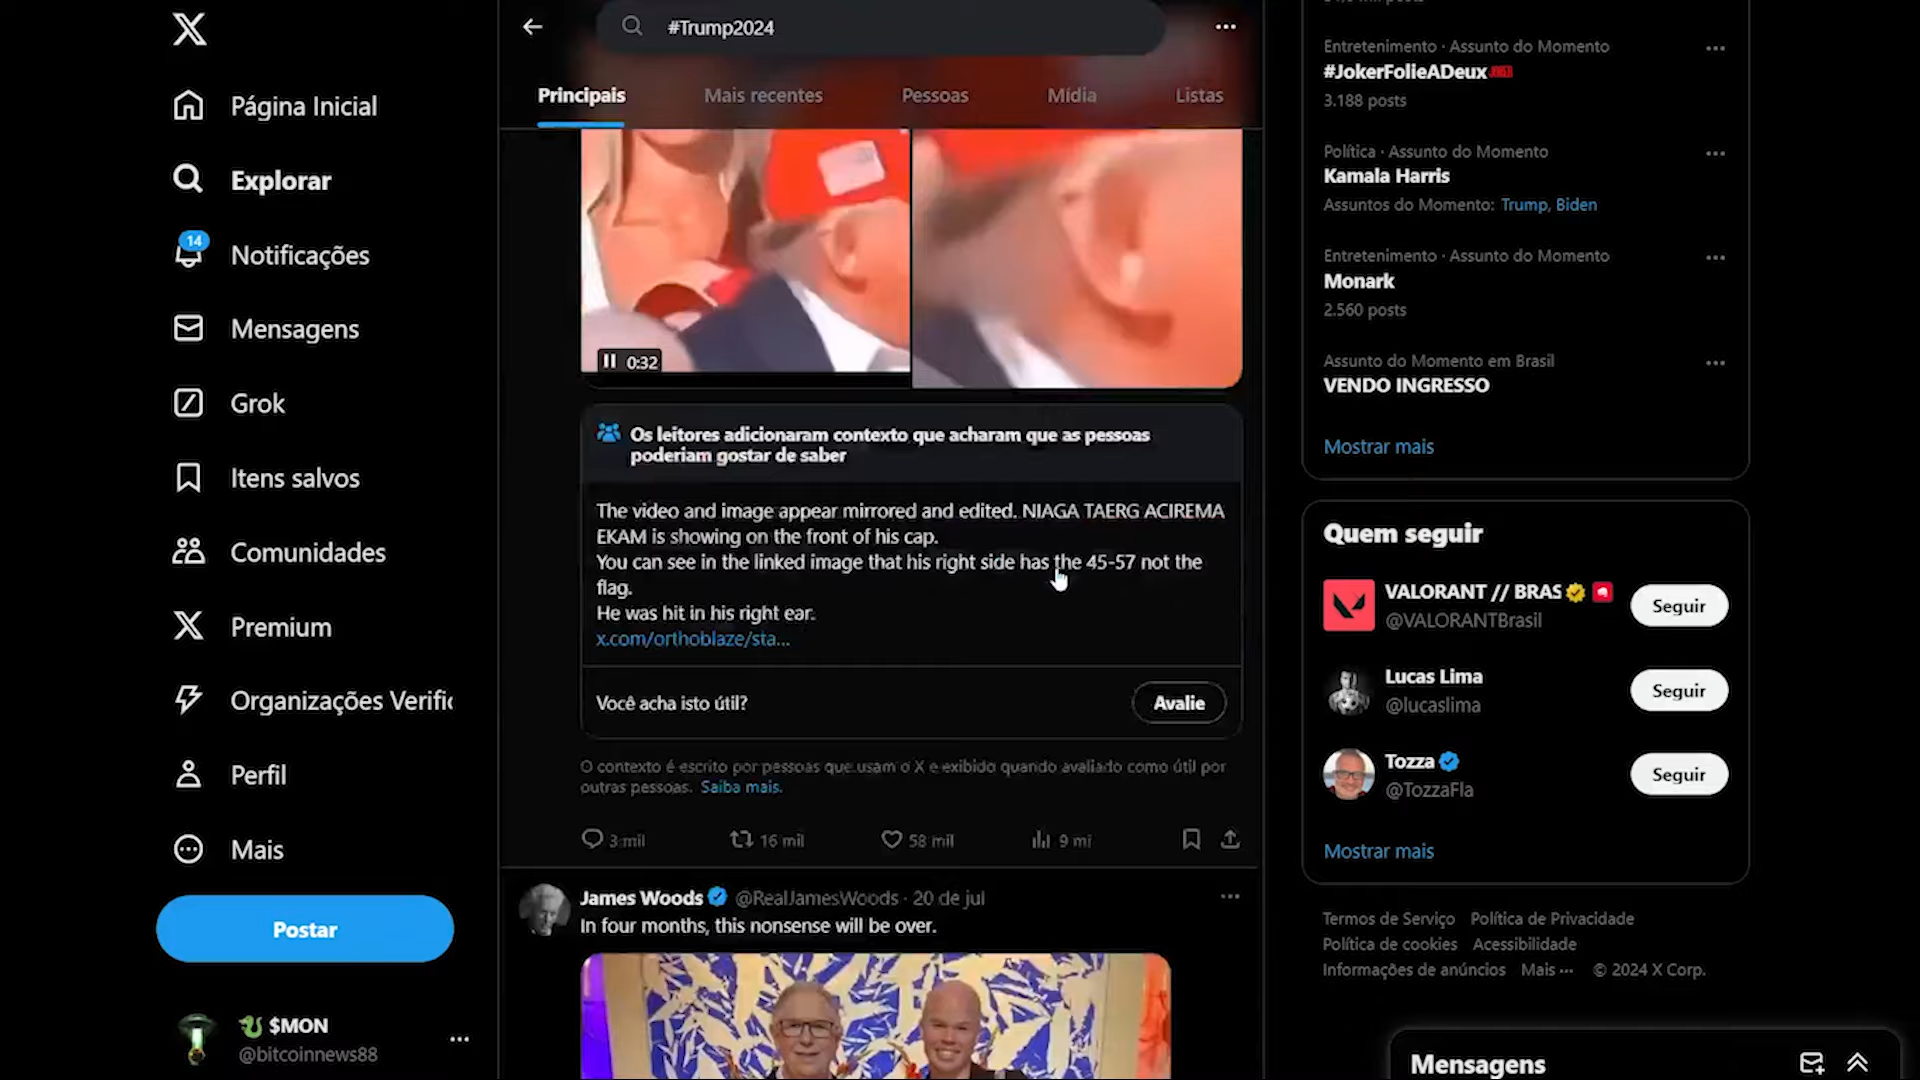 Página Inicial
Explorar
14
Notificações
Mensagens
Grok
Itens salvos
Comunidades
Premium
Organizações Verific
Perfil
Mais
Postar
$MON
@bitcoinnews88
#Trump2024
Principais
Mais recentes
Pessoas
Mídia
Listas
0:32
Os leitores adicionaram contexto que acharam que as pessoas
poderiam gostar de saber
The video and image appear mirrored and edited. NIAGA TAERG ACIREMA
EKAM is showing on the front of his cap.
You can see in the linked image that his right side has the 45-57 not the
flag.
He was hit in his right ear.
x.com/orthoblaze/sta...
Você acha isto útil?
Avalie
O contexto é escrito por pessoas que usam o X e exibido quando avaliado como útil por
outras pessoas. Saiba mais.
3 mil
16 mil
58 mil
9 mi
James Woods @RealJamesWoods · 20 de jul
In four months, this nonsense will be over.
Entretenimento · Assunto do Momento
#JokerFolieADeux
3.188 posts
Política · Assunto do Momento
Kamala Harris
Assuntos do Momento: Trump, Biden
Entretenimento · Assunto do Momento
Monark
2.560 posts
Assunto do Momento em Brasil
VENDO INGRESSO
Mostrar mais
Quem seguir
VALORANT // BRAS
@VALORANTBrasil
Seguir
Lucas Lima
@lucaslima
Seguir
Tozza
@TozzaFla
Seguir
Mostrar mais
Termos de Serviço Política de Privacidade
Política de cookies Acessibilidade
Informações de anúncios Mais ··· © 2024 X Corp.
Mensagens